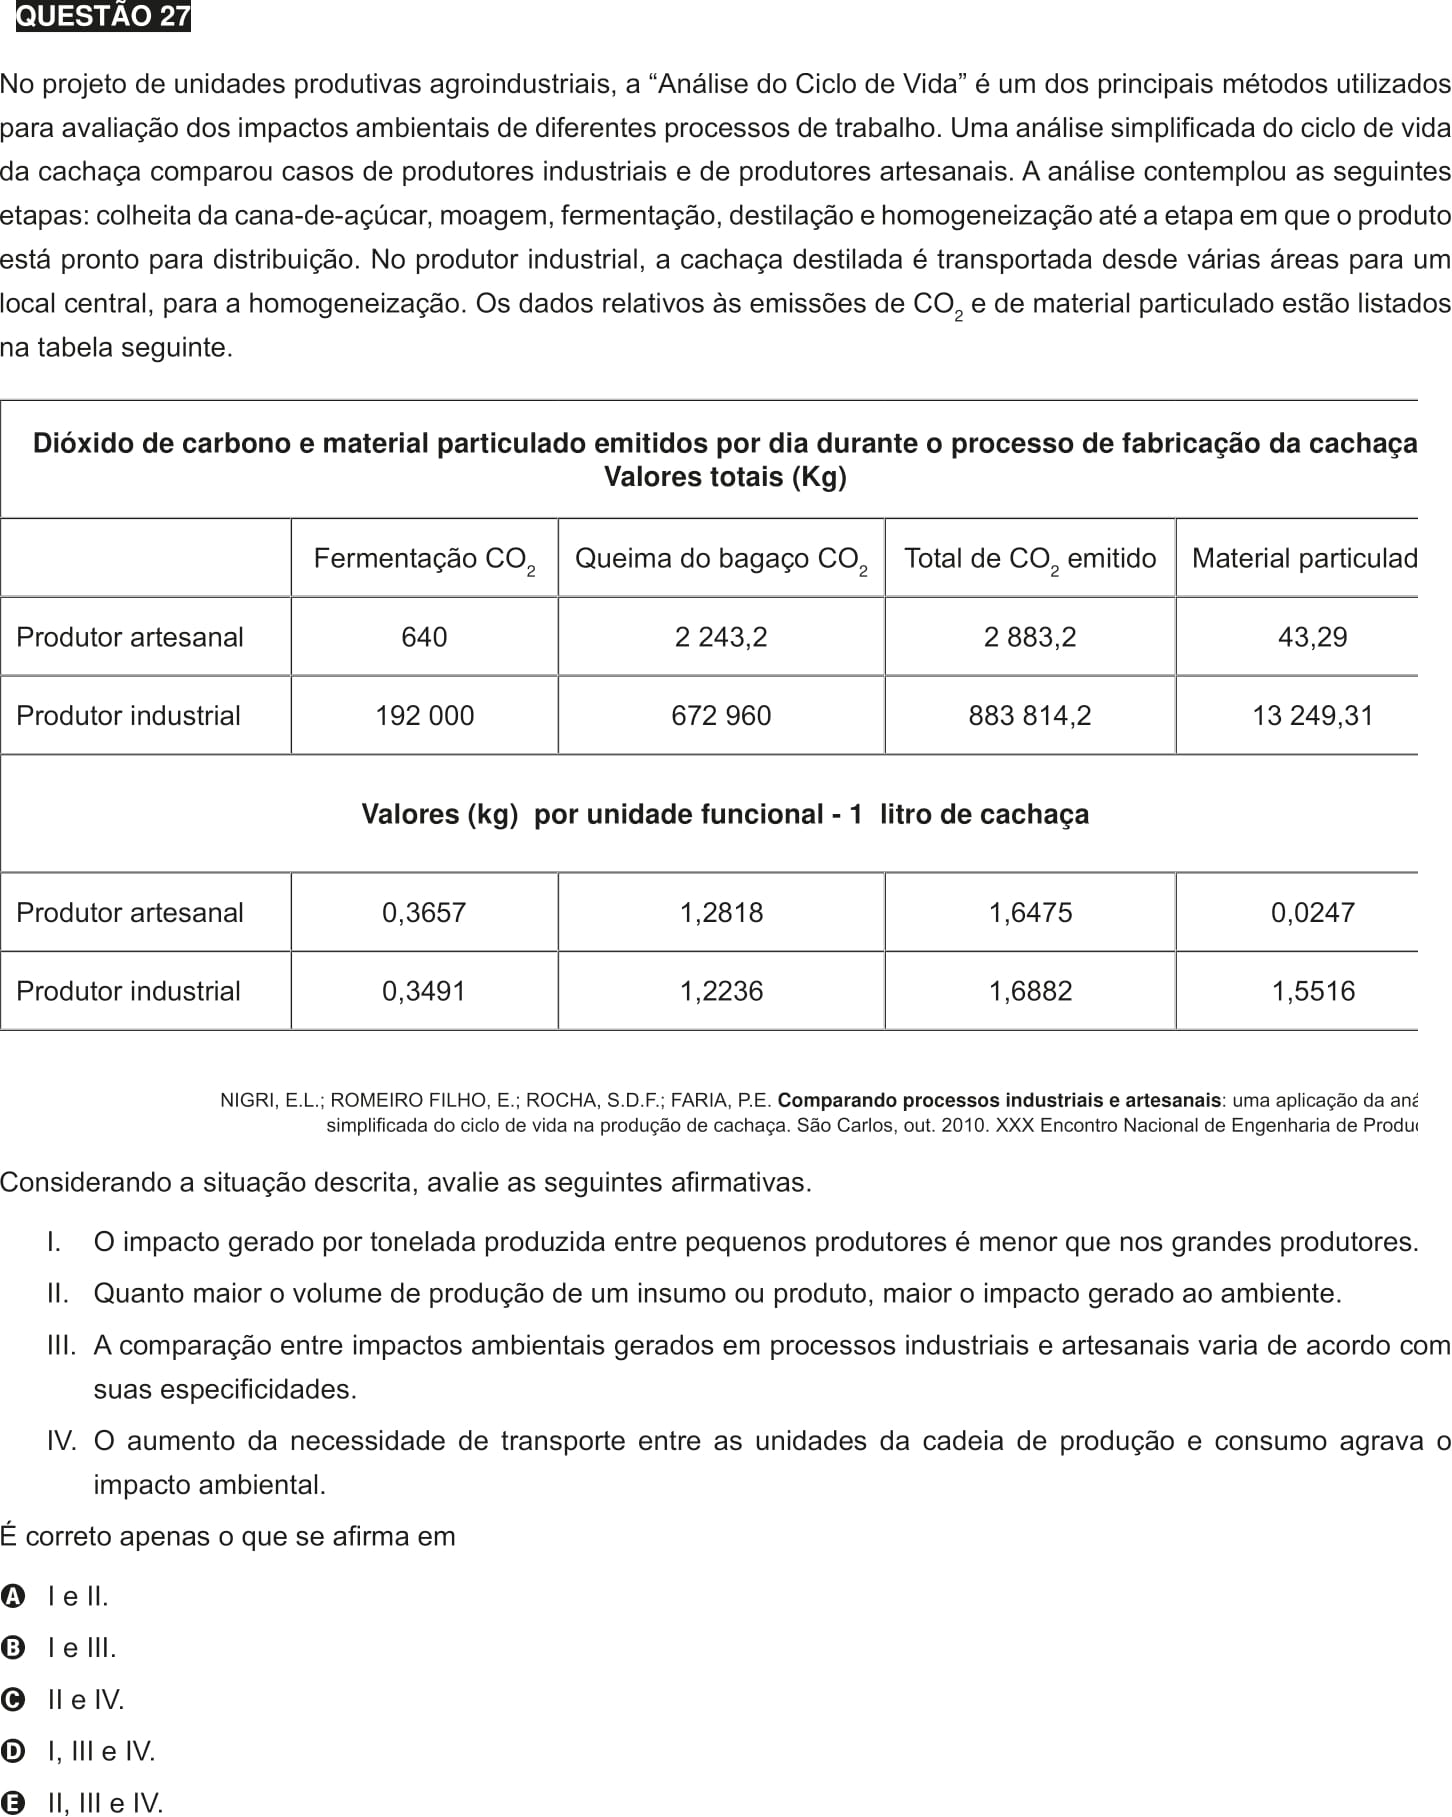 QUESTÃO 27
No projeto de unidades produtivas agroindustriais, a “Análise do Ciclo de Vida” é um dos principais métodos utilizados
para avaliação dos impactos ambientais de diferentes processos de trabalho. Uma análise simplificada do ciclo de vida
da cachaça comparou casos de produtores industriais e de produtores artesanais. A análise contemplou as seguintes
etapas: colheita da cana-de-açúcar, moagem, fermentação, destilação e homogeneização até a etapa em que o produto
está pronto para distribuição. No produtor industrial, a cachaça destilada é transportada desde várias áreas para um
local central, para a homogeneização. Os dados relativos às emissões de CO2 e de material particulado estão listados
na tabela seguinte.
Dióxido de carbono e material particulado emitidos por dia durante o processo de fabricação da cachaça
Valores totais (Kg)
Fermentação CO2 Queima do bagaço CO2 Total de CO2 emitido Material particulad
Produtor artesanal 640 2 243,2 2 883,2 43,29
Produtor industrial 192 000 672 960 883 814,2 13 249,31
Valores (kg) por unidade funcional - 1 litro de cachaça
Produtor artesanal 0,3657 1,2818 1,6475 0,0247
Produtor industrial 0,3491 1,2236 1,6882 1,5516
NIGRI, E.L.; ROMEIRO FILHO, E.; ROCHA, S.D.F.; FARIA, P.E. Comparando processos industriais e artesanais: uma aplicação da aná
simplificada do ciclo de vida na produção de cachaça. São Carlos, out. 2010. XXX Encontro Nacional de Engenharia de Produ
Considerando a situação descrita, avalie as seguintes afirmativas.
I. O impacto gerado por tonelada produzida entre pequenos produtores é menor que nos grandes produtores.
II. Quanto maior o volume de produção de um insumo ou produto, maior o impacto gerado ao ambiente.
III. A comparação entre impactos ambientais gerados em processos industriais e artesanais varia de acordo com
suas especificidades.
IV. O aumento da necessidade de transporte entre as unidades da cadeia de produção e consumo agrava o
impacto ambiental.
É correto apenas o que se afirma em
A I e II.
B I e III.
C II e IV.
D I, III e IV.
E II, III e IV.